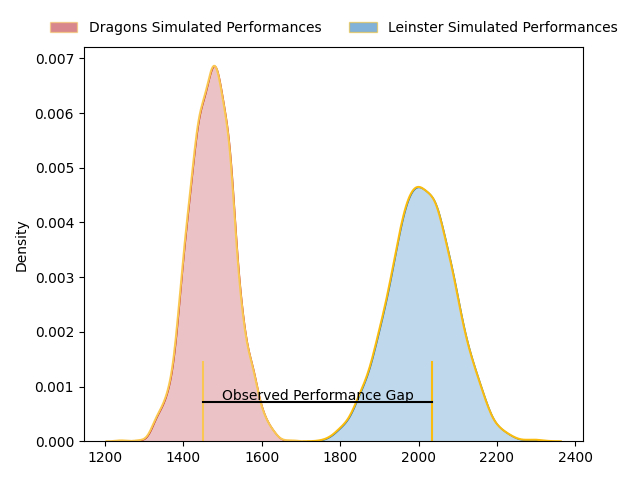 Dragons Simulated Performances Leinster Simulated Performances
0.007
0.006
0.005
0.004
0.003
0.002
0.001
0.000
Density
Observed Performance Gap
1200 1400 1600 1800 2000 2200 2400